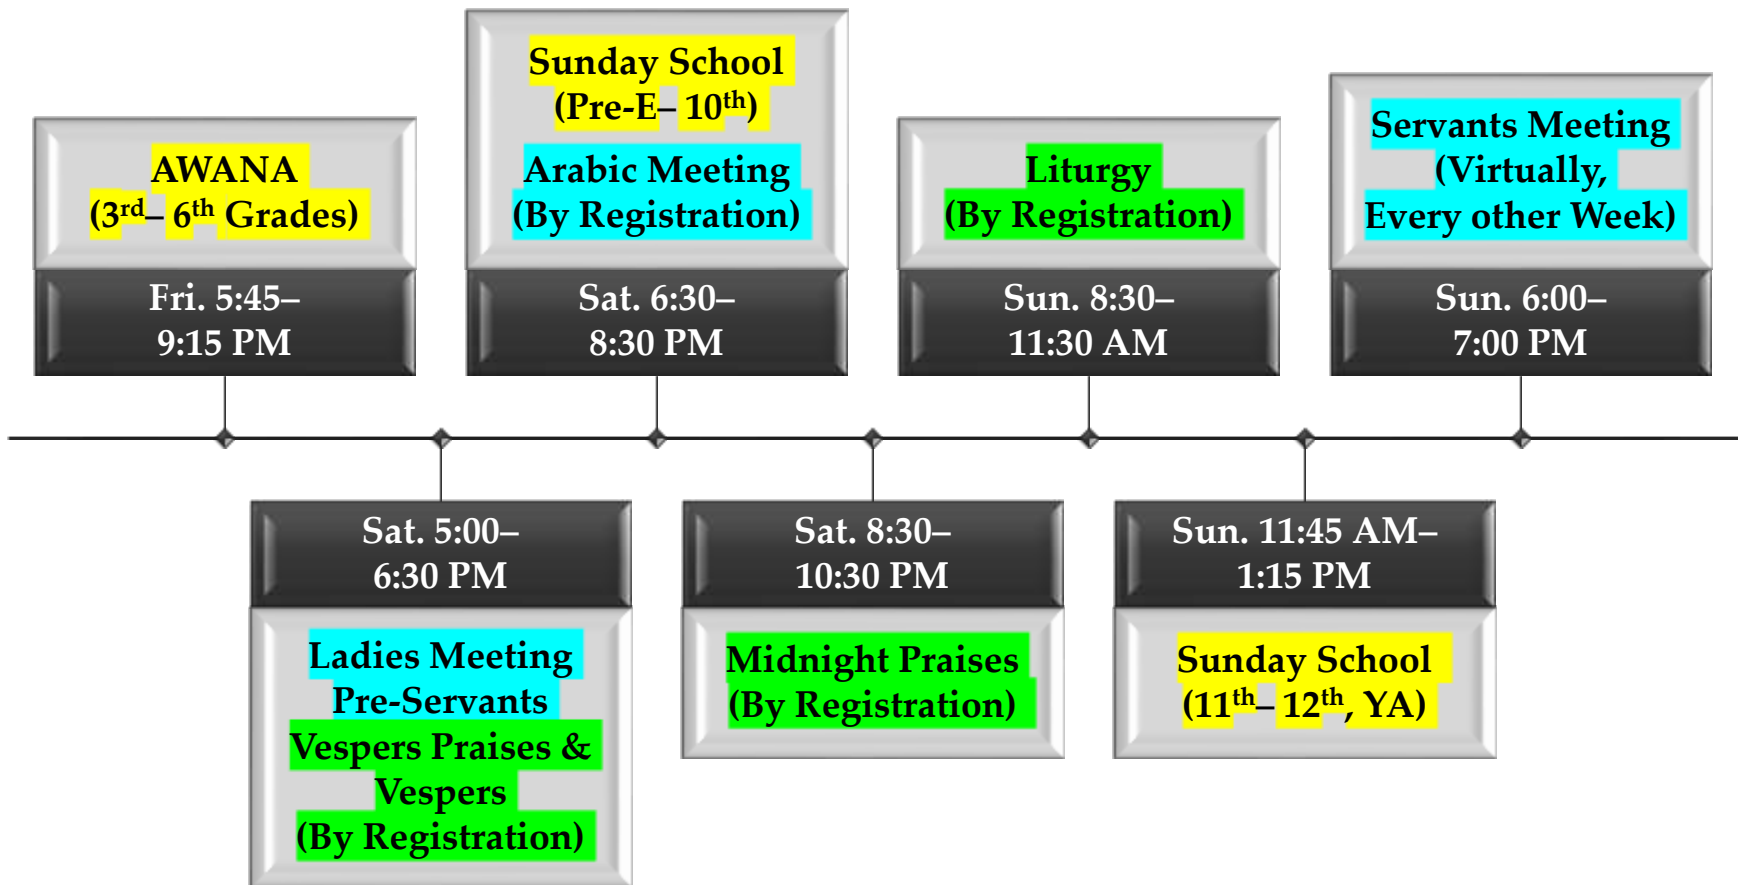 AWANA
(3rd– 6th Grades)
Fri. 5:45–
9:15 PM
Sunday School
(Pre-E– 10th)
Arabic Meeting
(By Registration)
Sat. 6:30–
8:30 PM
Liturgy
(By Registration)
Sun. 8:30–
11:30 AM
Servants Meeting
(Virtually,
Every other Week)
Sun. 6:00–
7:00 PM
Sat. 5:00–
6:30 PM
Ladies Meeting
Pre-Servants
Vespers Praises &
Vespers
(By Registration)
Sat. 8:30–
10:30 PM
Midnight Praises
(By Registration)
Sun. 11:45 AM–
1:15 PM
Sunday School
(11th– 12th, YA)